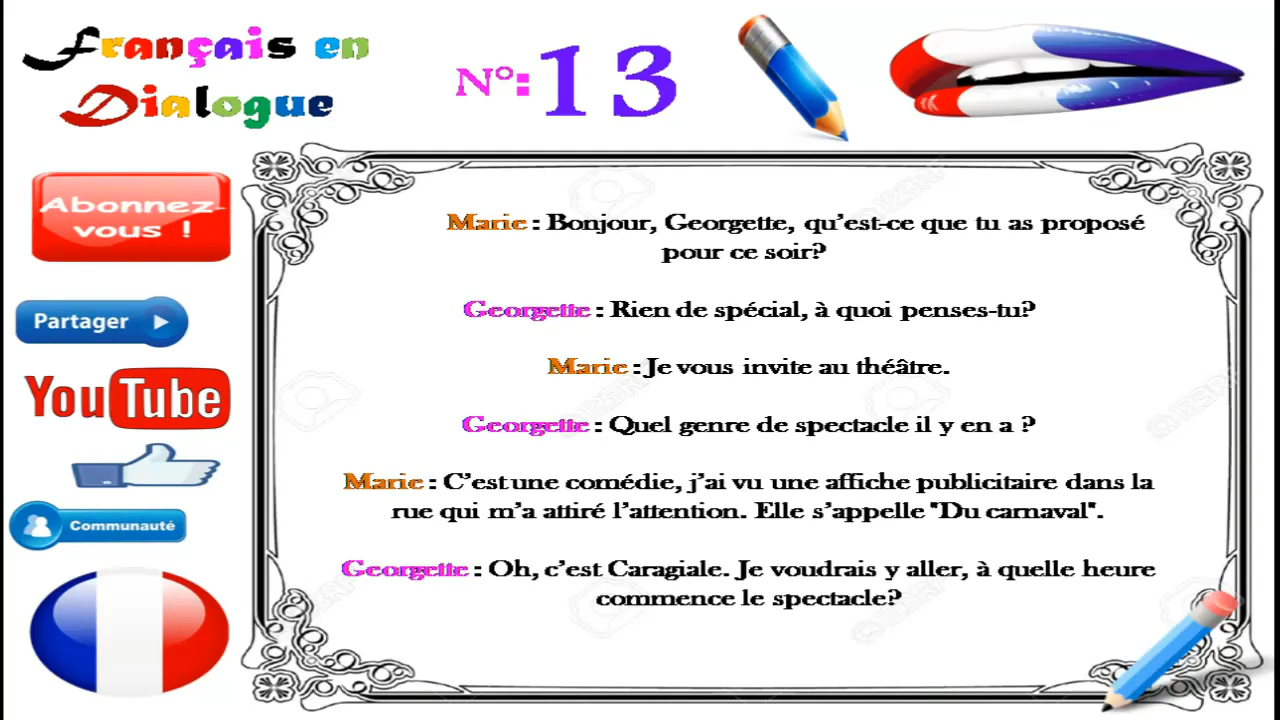 Français en
Dialogue
N°:13
Abonnez-
vous !
Partager
YouTube
Communauté
Marie : Bonjour, Georgette, qu'est-ce que tu as proposé
pour ce soir?
Georgette : Rien de spécial, à quoi penses-tu?
Marie : Je vous invite au théâtre.
Georgette : Quel genre de spectacle il y en a ?
Marie : C'est une comédie, j'ai vu une affiche publicitaire dans la
rue qui m'a attiré l'attention. Elle s'appelle "Du carnaval".
Georgette : Oh, c'est Caragiale. Je voudrais y aller, à quelle heure
commence le spectacle?